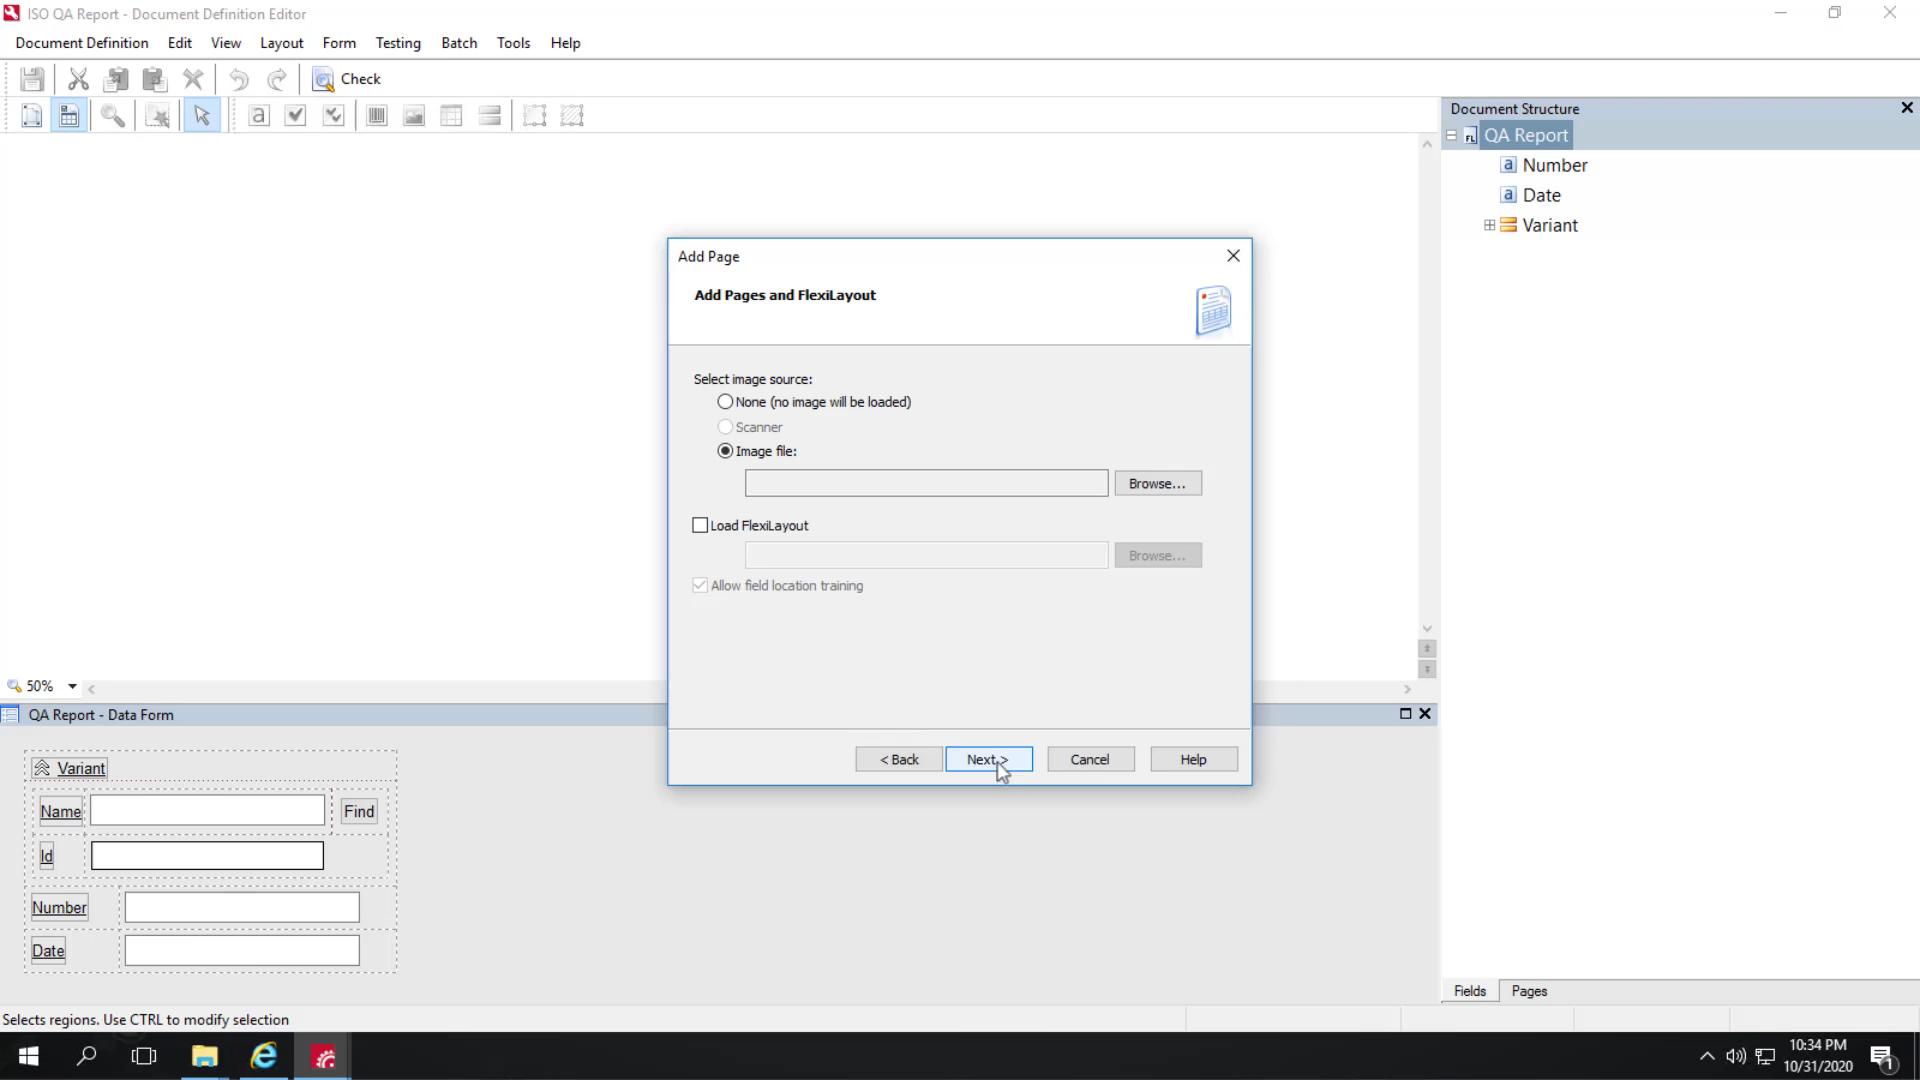 ISO QA Report - Document Definition Editor
Document Definition Edit View Layout Form Testing Batch Tools Help
Check
a
Document Structure
FL QA Report
a Number
a Date
Variant
Add Page
Add Pages and FlexiLayout
Select image source:
None (no image will be loaded)
Scanner
Image file:
Browse...
Load FlexiLayout
Browse...
Allow field location training
< Back Next > Cancel Help
50%
QA Report - Data Form
Variant
Name Find
Id
Number
Date
Fields Pages
Selects regions. Use CTRL to modify selection
10:34 PM
10/31/2020
1